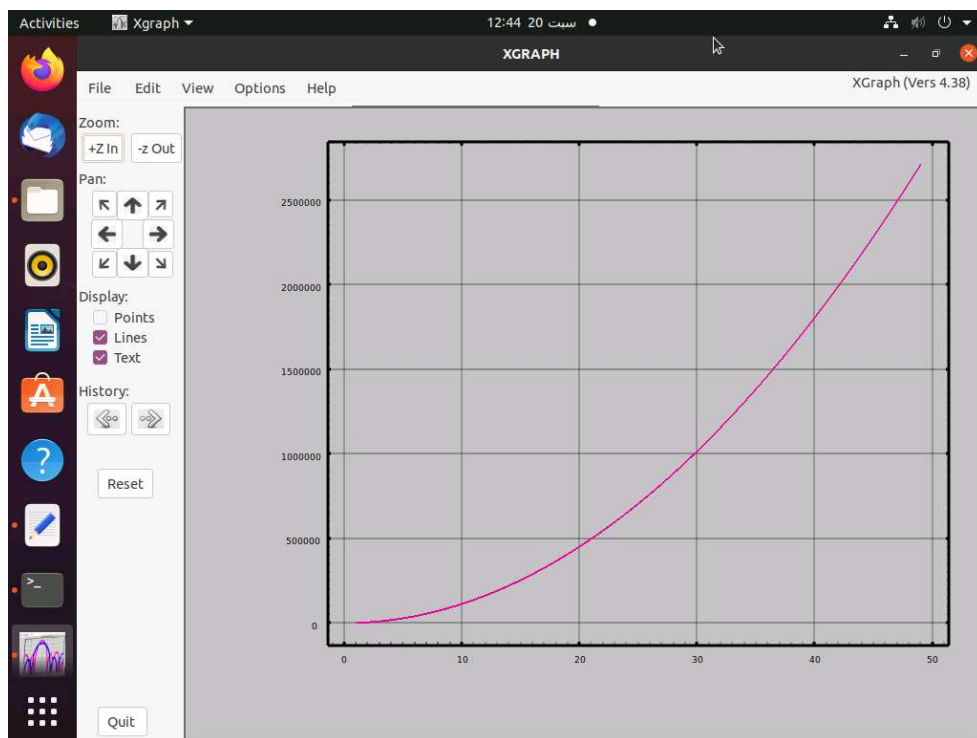 Activities Xgraph 12:44 20 سبت
XGRAPH
File Edit View Options Help XGraph (Vers 4.38)
Zoom:
+Z In -z Out
Pan:
Display:
Points
Lines
Text
History:
Reset
Quit
2500000
2000000
1500000
1000000
500000
0
0 10 20 30 40 50